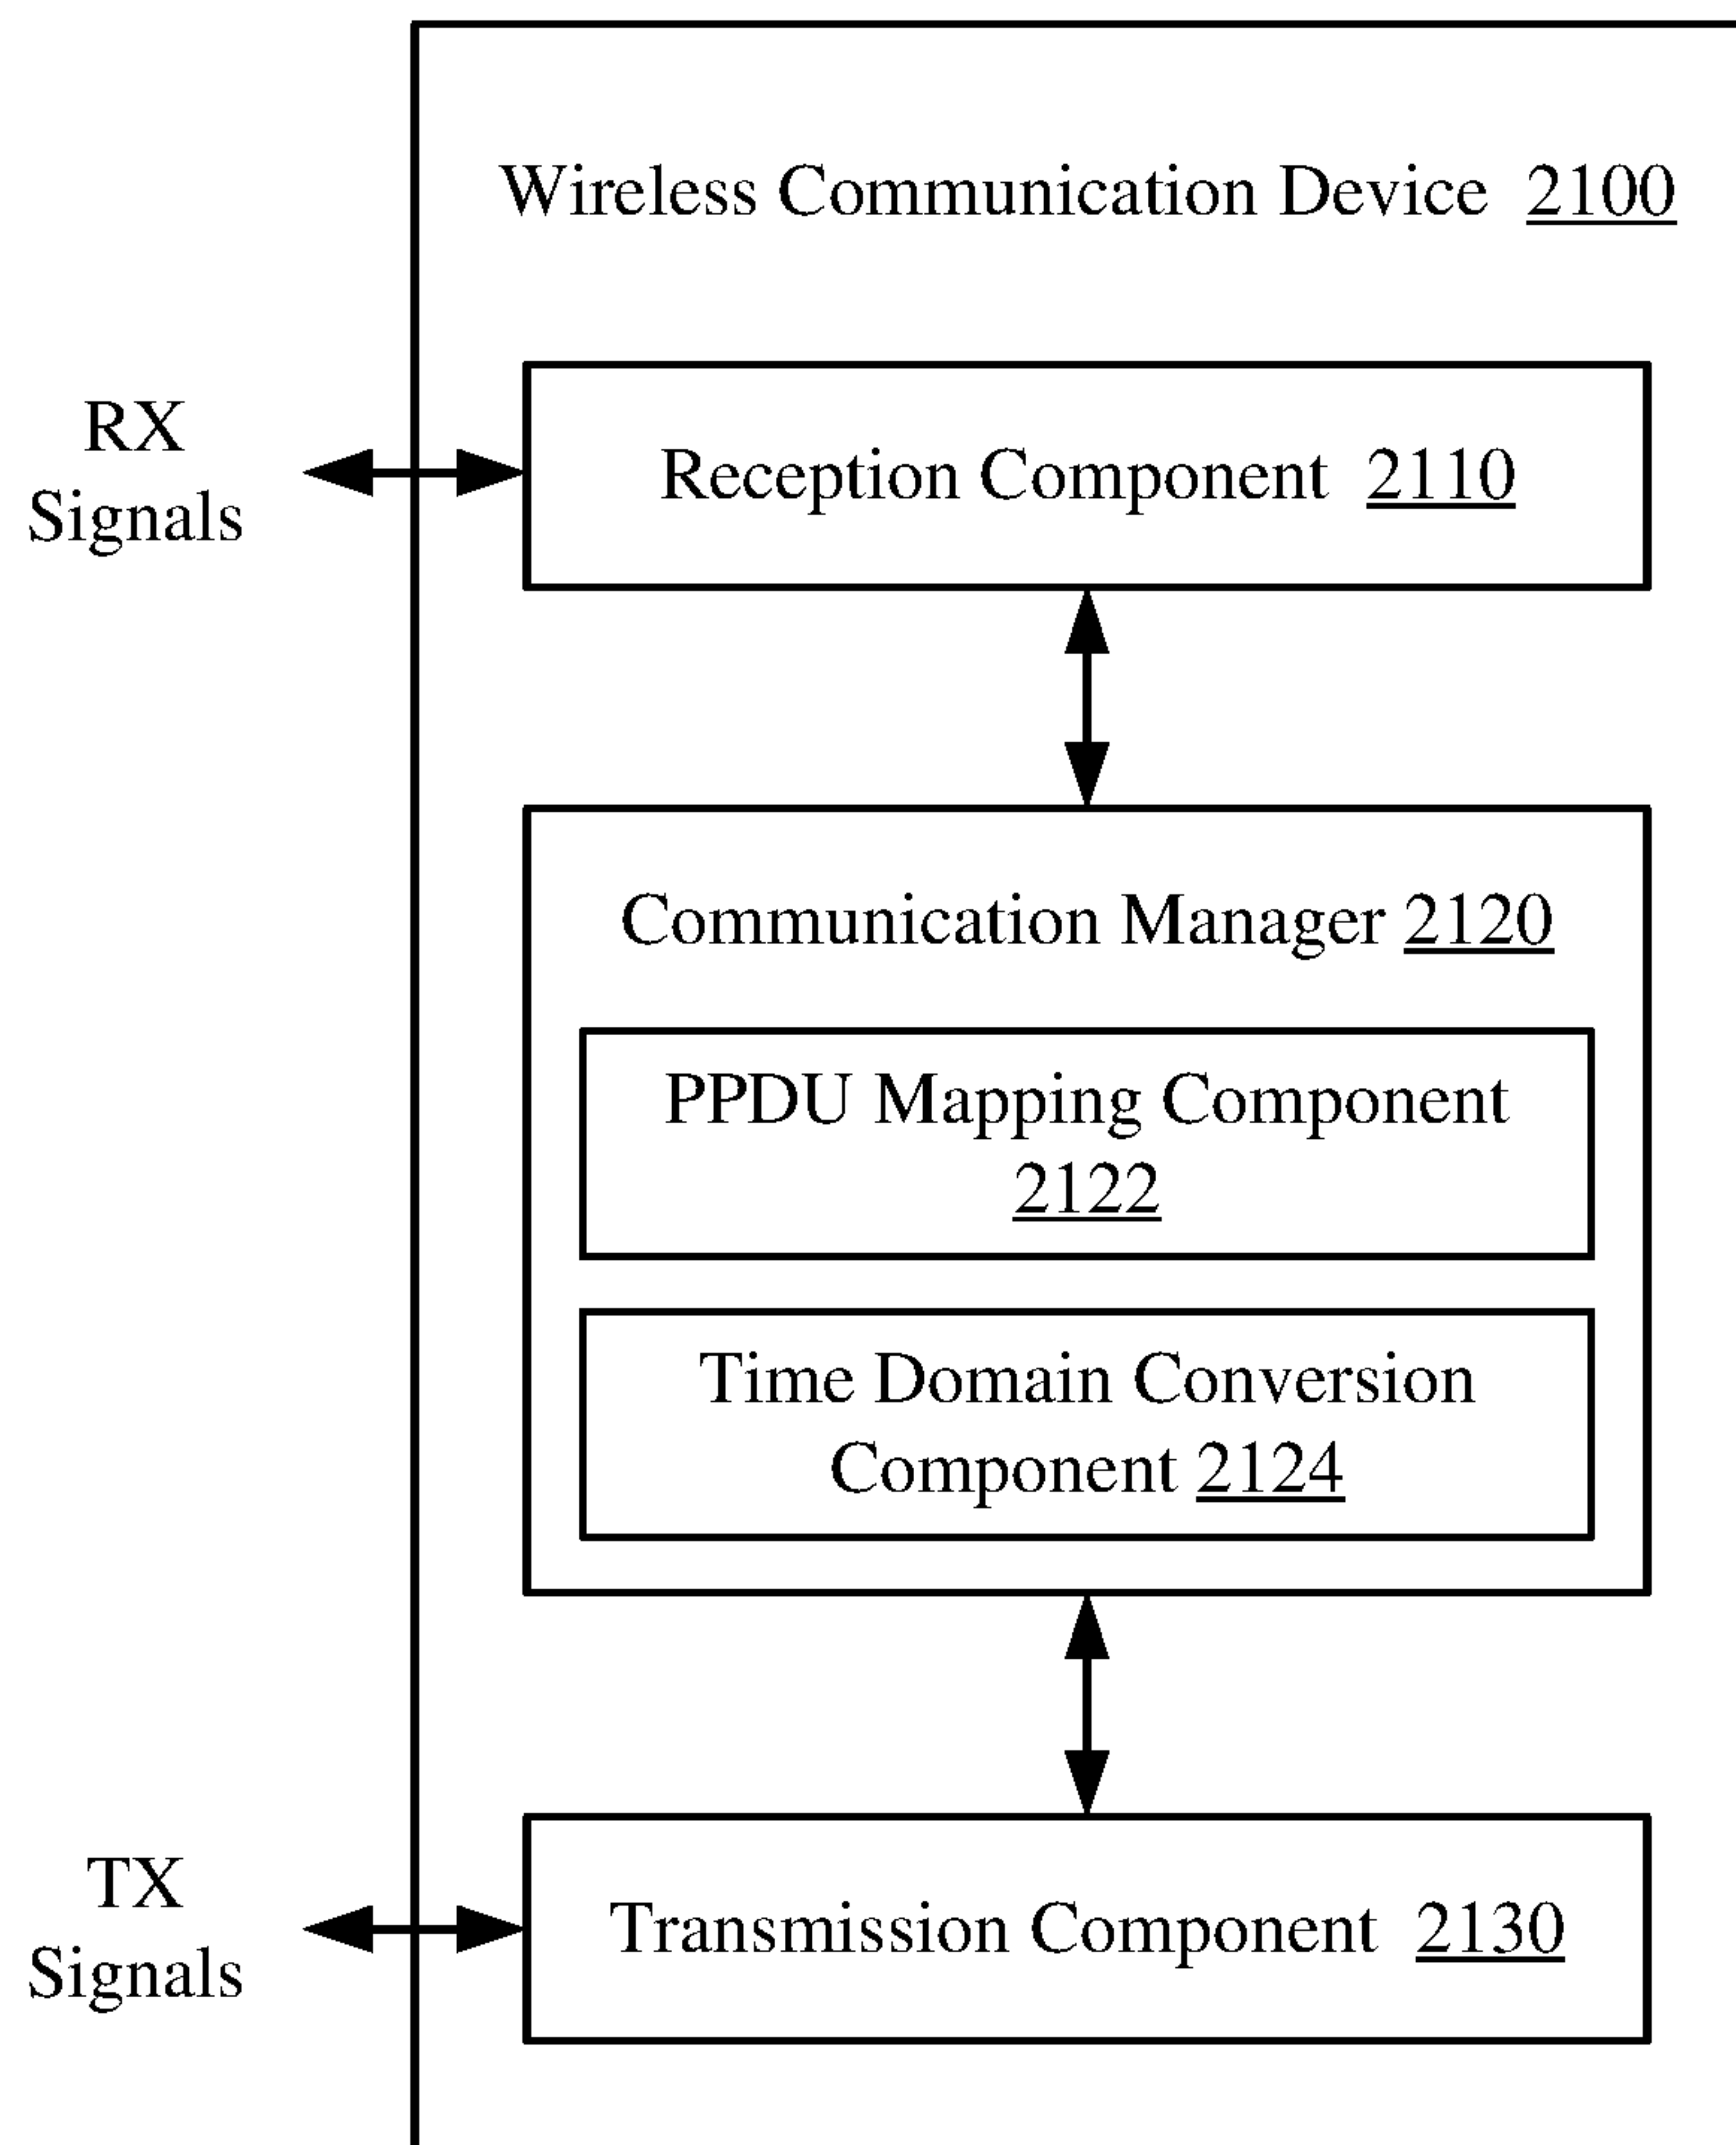 Wireless Communication Device 2100
RX
Signals
Reception Component 2110
Communication Manager 2120
PPDU Mapping Component
2122
Time Domain Conversion
Component 2124
TX
Signals
Transmission Component 2130